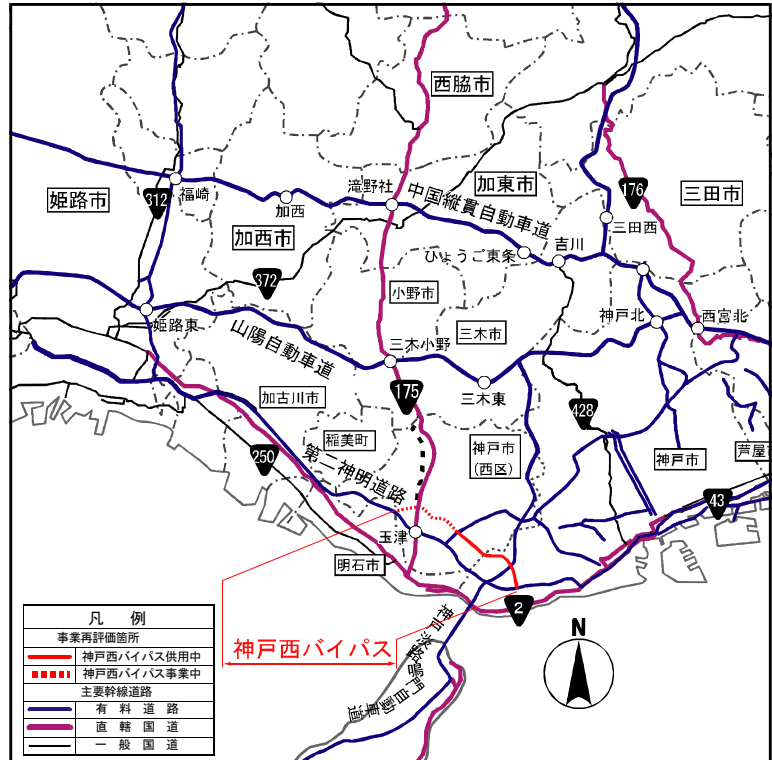 西脇市
姫路市
312
福崎
加西
滝野社
中国縦貫自動車道
加東市
176
三田市
加西市
三田西
ひょうご東条
吉川
372
小野市
姫路東
山陽自動車道
三木小野
三木市
神戸北
西宮北
175
三木東
加古川市
428
稲美町
神戸市
(西区)
神戸市
芦屋
250
第二神明道路
43
玉津
明石市
2
神戸西バイパス
神戸淡路鳴門自動車道
N
凡 例
事業再評価箇所
神戸西バイパス供用中
神戸西バイパス事業中
主要幹線道路
有料道路
直轄国道
一般国道